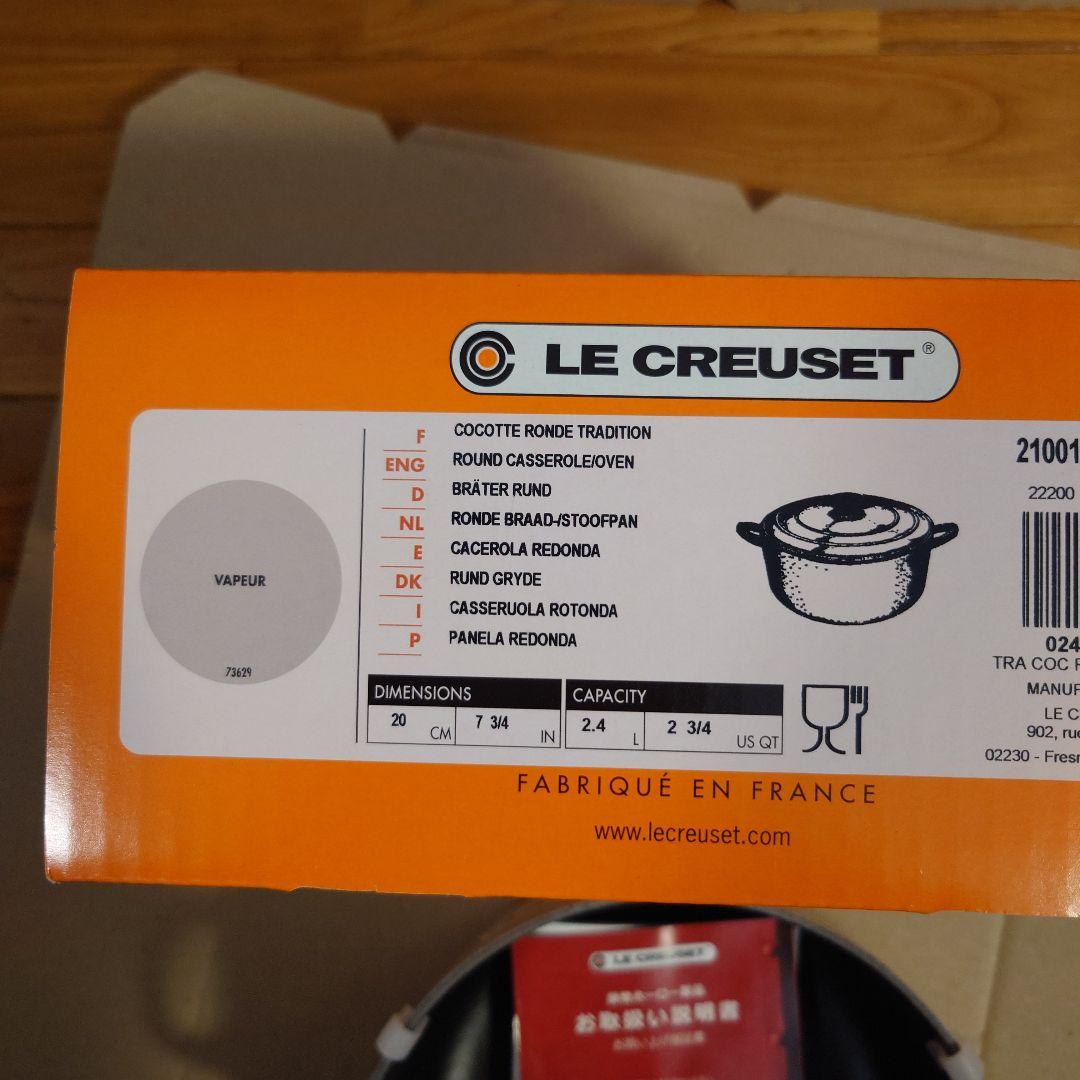 LE CREUSET®
VAPEUR
73629
F COCOTTE RONDE TRADITION
ENG ROUND CASSEROLE/OVEN
D BRÄTER RUND
NL RONDE BRAAD-/STOOFPAN
E CACEROLA REDONDA
DK RUND GRYDE
I CASSERUOLA ROTONDA
P PANELA REDONDA
DIMENSIONS
20 CM 7 3/4 IN
CAPACITY
2.4 L 2 3/4 US QT
21001
22200
024
TRA COC
MANUF
LE C
902, rue
02230 - Fresn
FABRIQUÉ EN FRANCE
www.lecreuset.com
LE CREUSET
お取扱い説明書